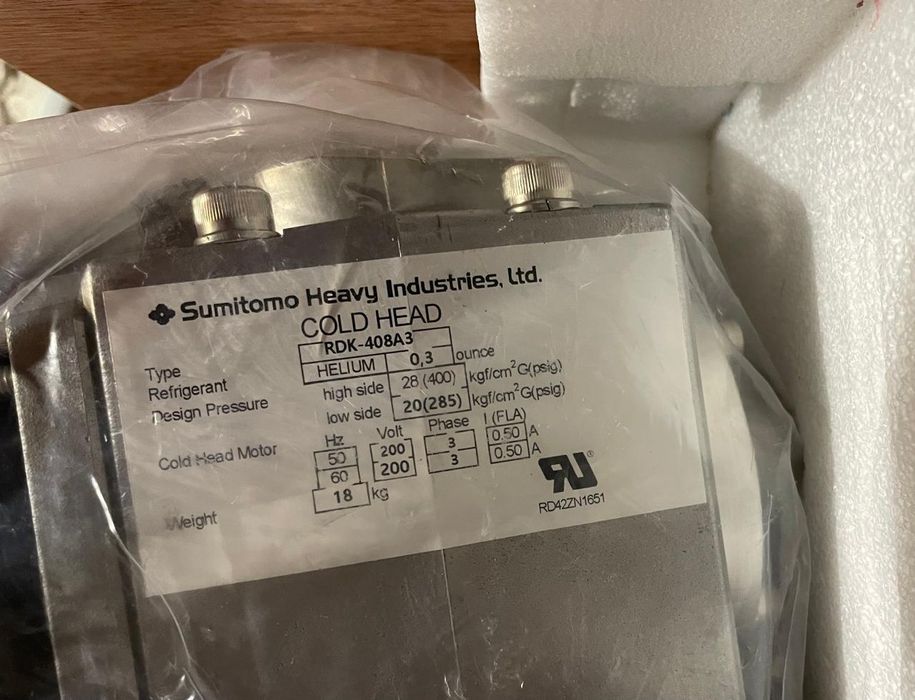 Sumitomo Heavy Industries, Ltd.
COLD HEAD
Type RDK-408A3
Refrigerant HELIUM 0,3 ounce
Design Pressure high side 28 (400) kgf/cm²G(psig)
low side 20(285) kgf/cm²G(psig)
Hz Volt Phase I (FLA)
Cold Head Motor 50 200 3 0.50 A
60 200 3 0.50 A
Weight 18 kg
RU®
RD42ZN1651